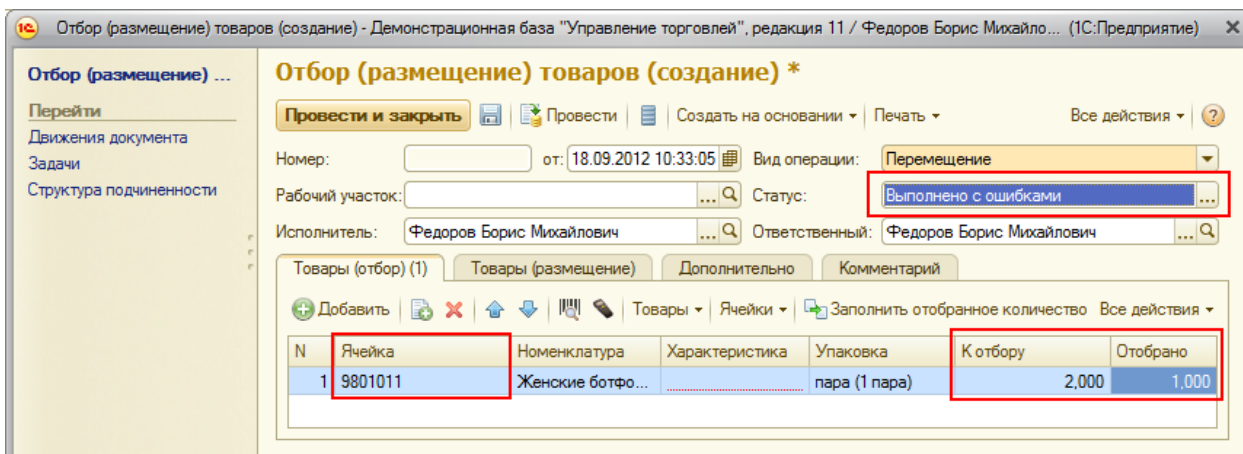 1С Отбор (размещение) товаров (создание) - Демонстрационная база "Управление торговлей", редакция 11 / Федоров Борис Михайло... (1С:Предприятие)
Отбор (размещение) ...
Перейти
Движения документа
Задачи
Структура подчиненности
Отбор (размещение) товаров (создание) *
Провести и закрыть Провести Создать на основании Печать Все действия ?
Номер: от: 18.09.2012 10:33:05 Вид операции: Перемещение
Рабочий участок: ... Статус: Выполнено с ошибками ...
Исполнитель: Федоров Борис Михайлович ... Ответственный: Федоров Борис Михайлович ...
Товары (отбор) (1) Товары (размещение) Дополнительно Комментарий
Добавить Товары Ячейки Заполнить отобранное количество Все действия
N Ячейка Номенклатура Характеристика Упаковка К отбору Отобрано
1 9801011 Женские ботфо... пара (1 пара) 2,000 1,000